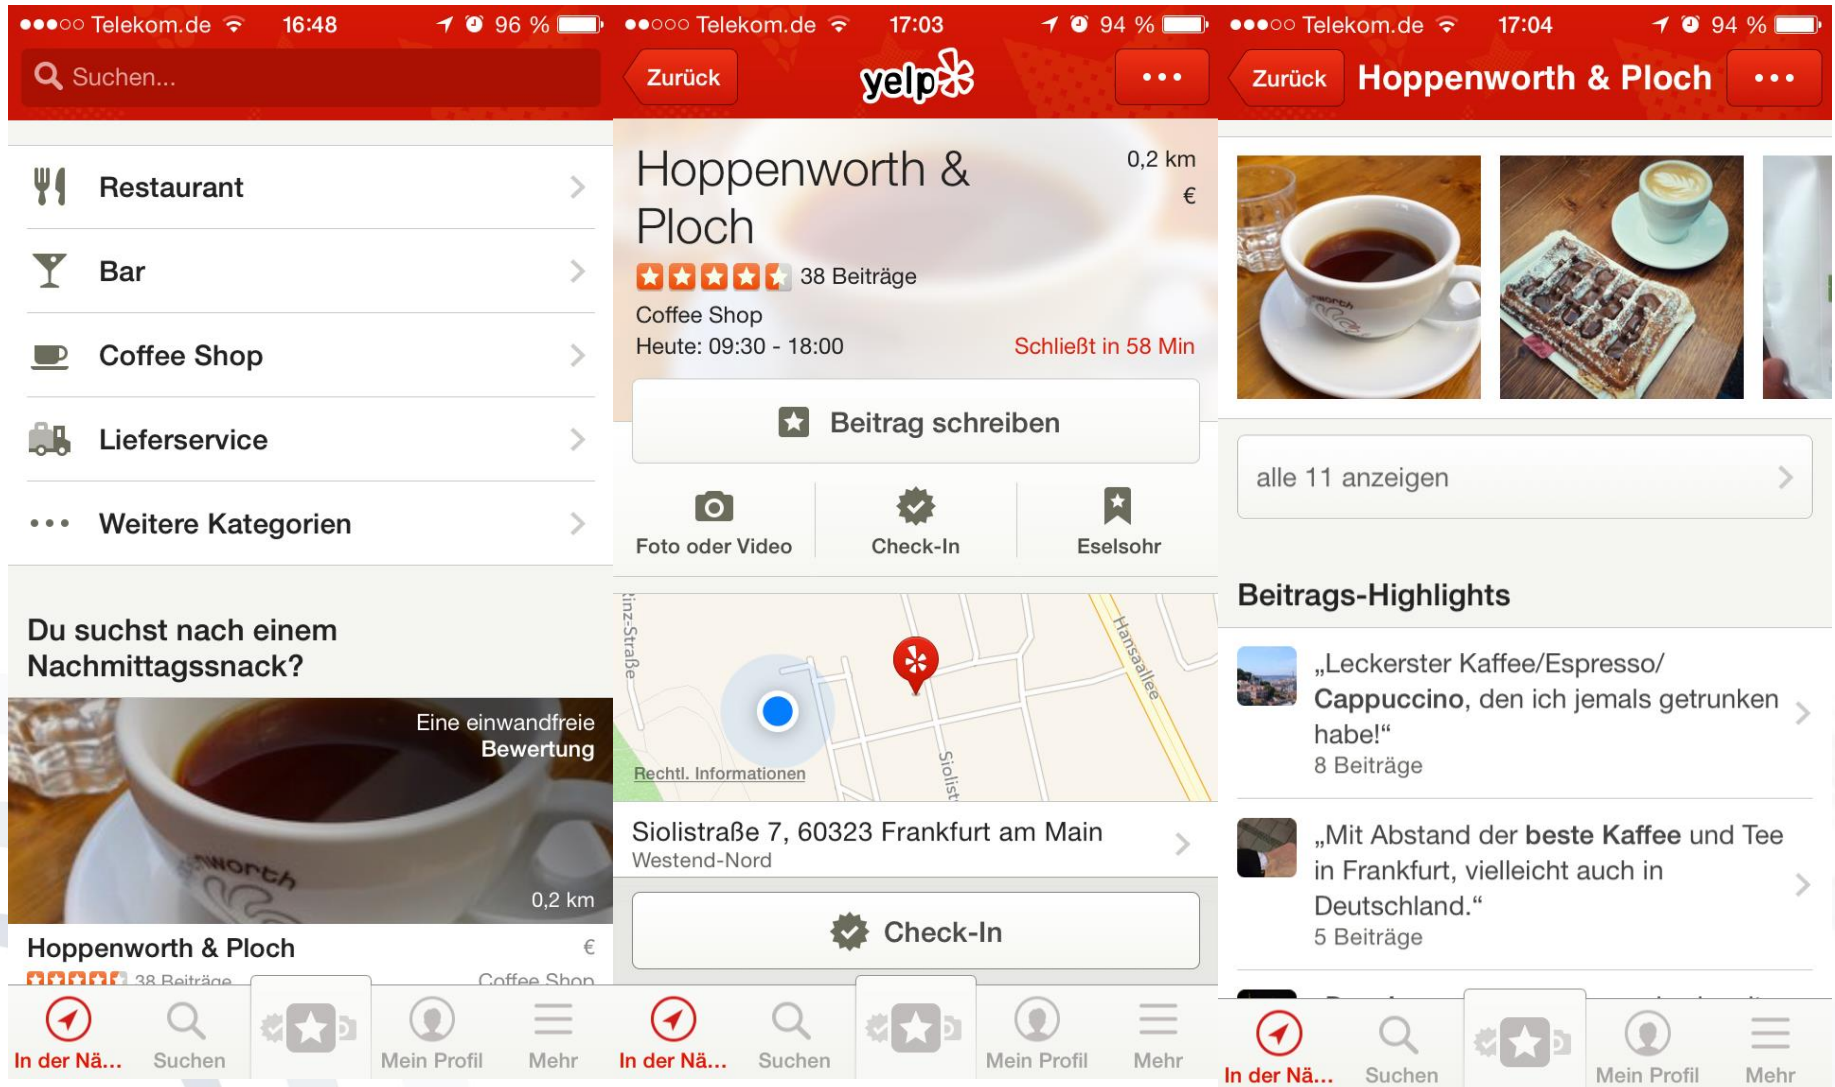 Telekom.de 16:48 96 %
Suchen...
Restaurant
Bar
Coffee Shop
Lieferservice
Weitere Kategorien
Du suchst nach einem
Nachmittagssnack?
Eine einwandfreie
Bewertung
0,2 km
Hoppenworth & Ploch €
38 Beiträge Coffee Shop
In der Nä... Suchen Mein Profil Mehr
Telekom.de 17:03 94 %
Zurück yelp
Hoppenworth & 0,2 km
Ploch €
38 Beiträge
Coffee Shop
Heute: 09:30 - 18:00 Schließt in 58 Min
Beitrag schreiben
Foto oder Video Check-In Eselsohr
inz-Straße
Hansaallee
Siolist
Rechtl. Informationen
Siolistraße 7, 60323 Frankfurt am Main
Westend-Nord
Check-In
In der Nä... Suchen Mein Profil Mehr
Telekom.de 17:04 94 %
Zurück Hoppenworth & Ploch
alle 11 anzeigen
Beitrags-Highlights
„Leckerster Kaffee/Espresso/
Cappuccino, den ich jemals getrunken
habe!“
8 Beiträge
„Mit Abstand der beste Kaffee und Tee
in Frankfurt, vielleicht auch in
Deutschland.“
5 Beiträge
In der Nä... Suchen Mein Profil Mehr